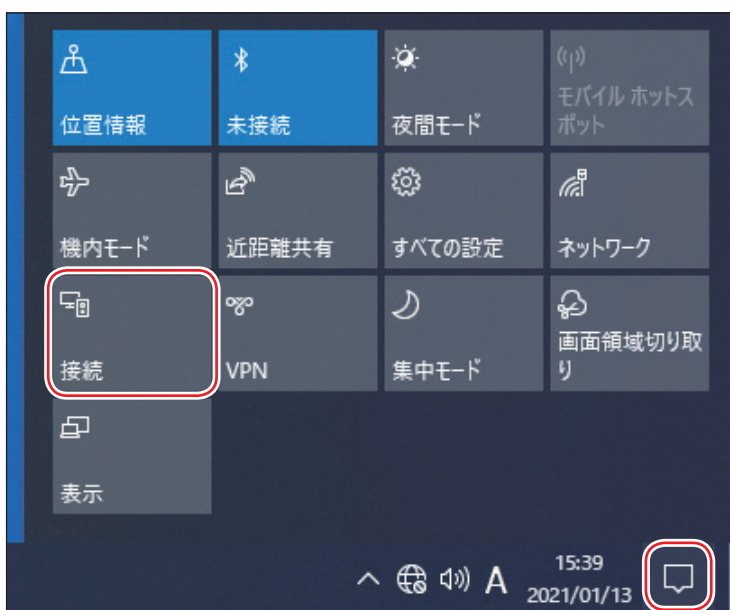 位置情報
未接続
夜間モード
モバイル ホットス
ポット
機内モード
近距離共有
すべての設定
ネットワーク
接続
VPN
集中モード
画面領域切り取
り
表示
A
15:39
2021/01/13